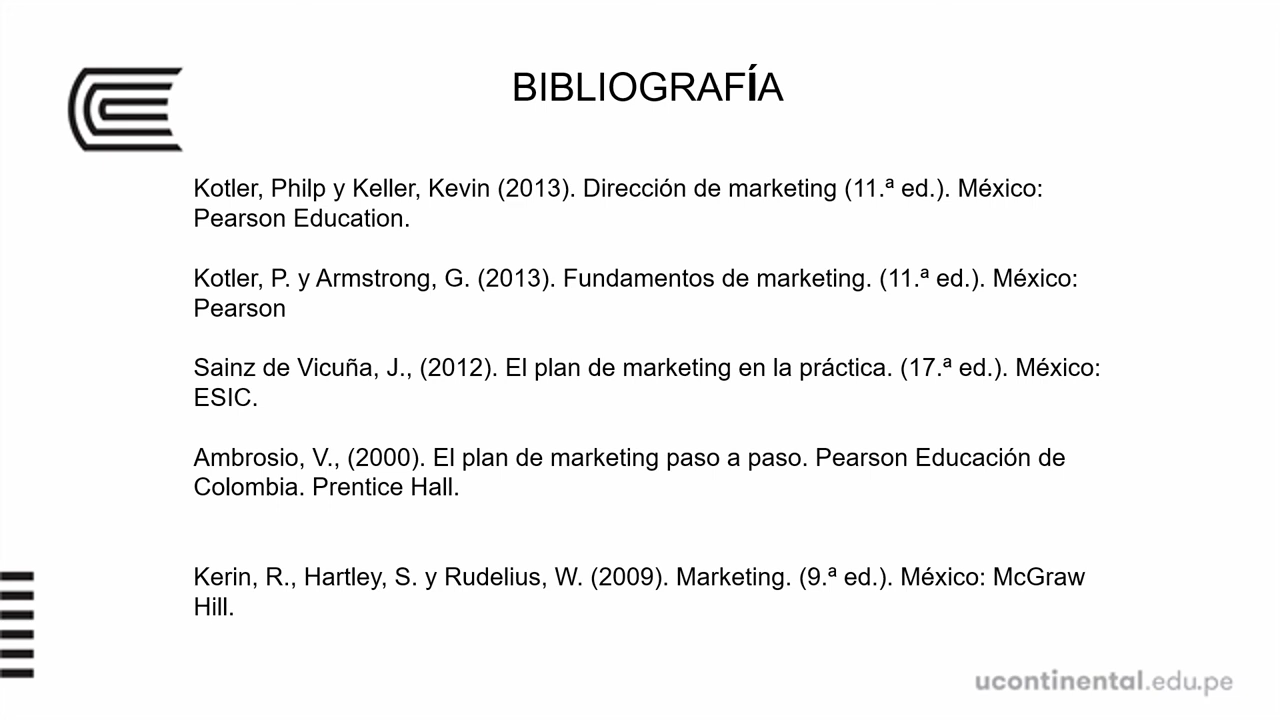 BIBLIOGRAFÍA
Kotler, Philp y Keller, Kevin (2013). Dirección de marketing (11.ª ed.). México:
Pearson Education.
Kotler, P. y Armstrong, G. (2013). Fundamentos de marketing. (11.ª ed.). México:
Pearson
Sainz de Vicuña, J., (2012). El plan de marketing en la práctica. (17.ª ed.). México:
ESIC.
Ambrosio, V., (2000). El plan de marketing paso a paso. Pearson Educación de
Colombia. Prentice Hall.
Kerin, R., Hartley, S. y Rudelius, W. (2009). Marketing. (9.ª ed.). México: McGraw
Hill.
ucontinental.edu.pe